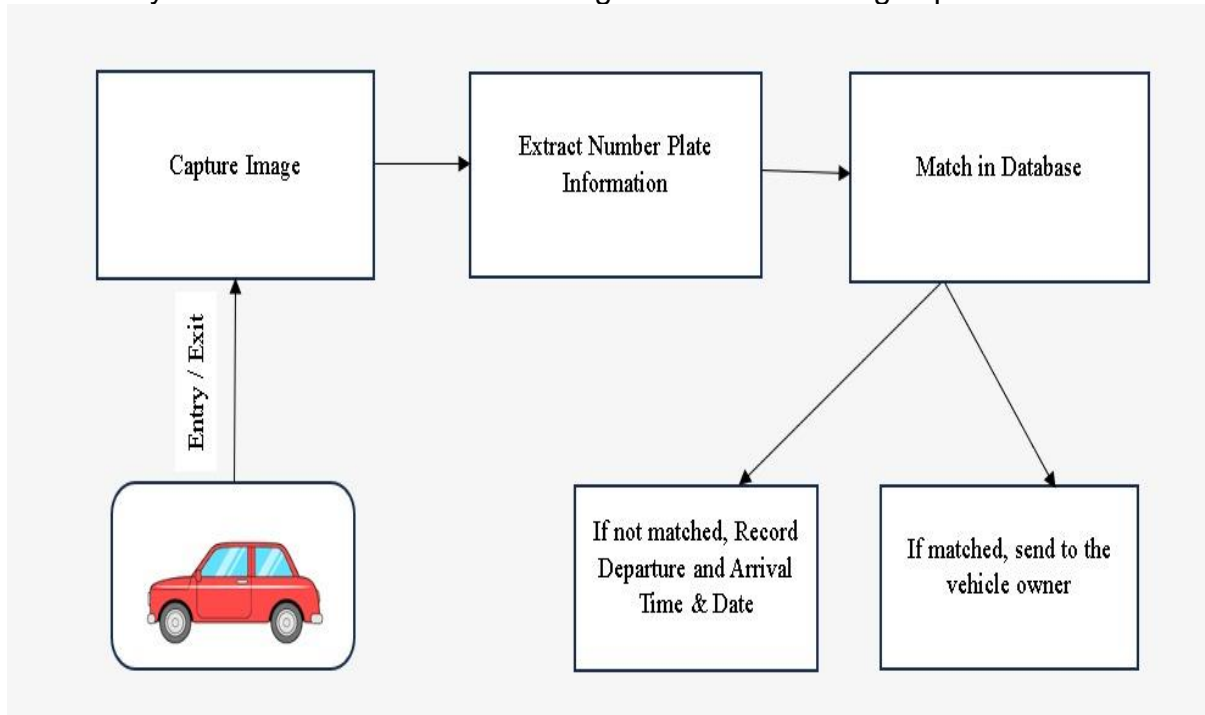 Capture Image
Extract Number Plate
Information
Match in Database
Entry / Exit
If not matched, Record
Departure and Arrival
Time & Date
If matched, send to the
vehicle owner